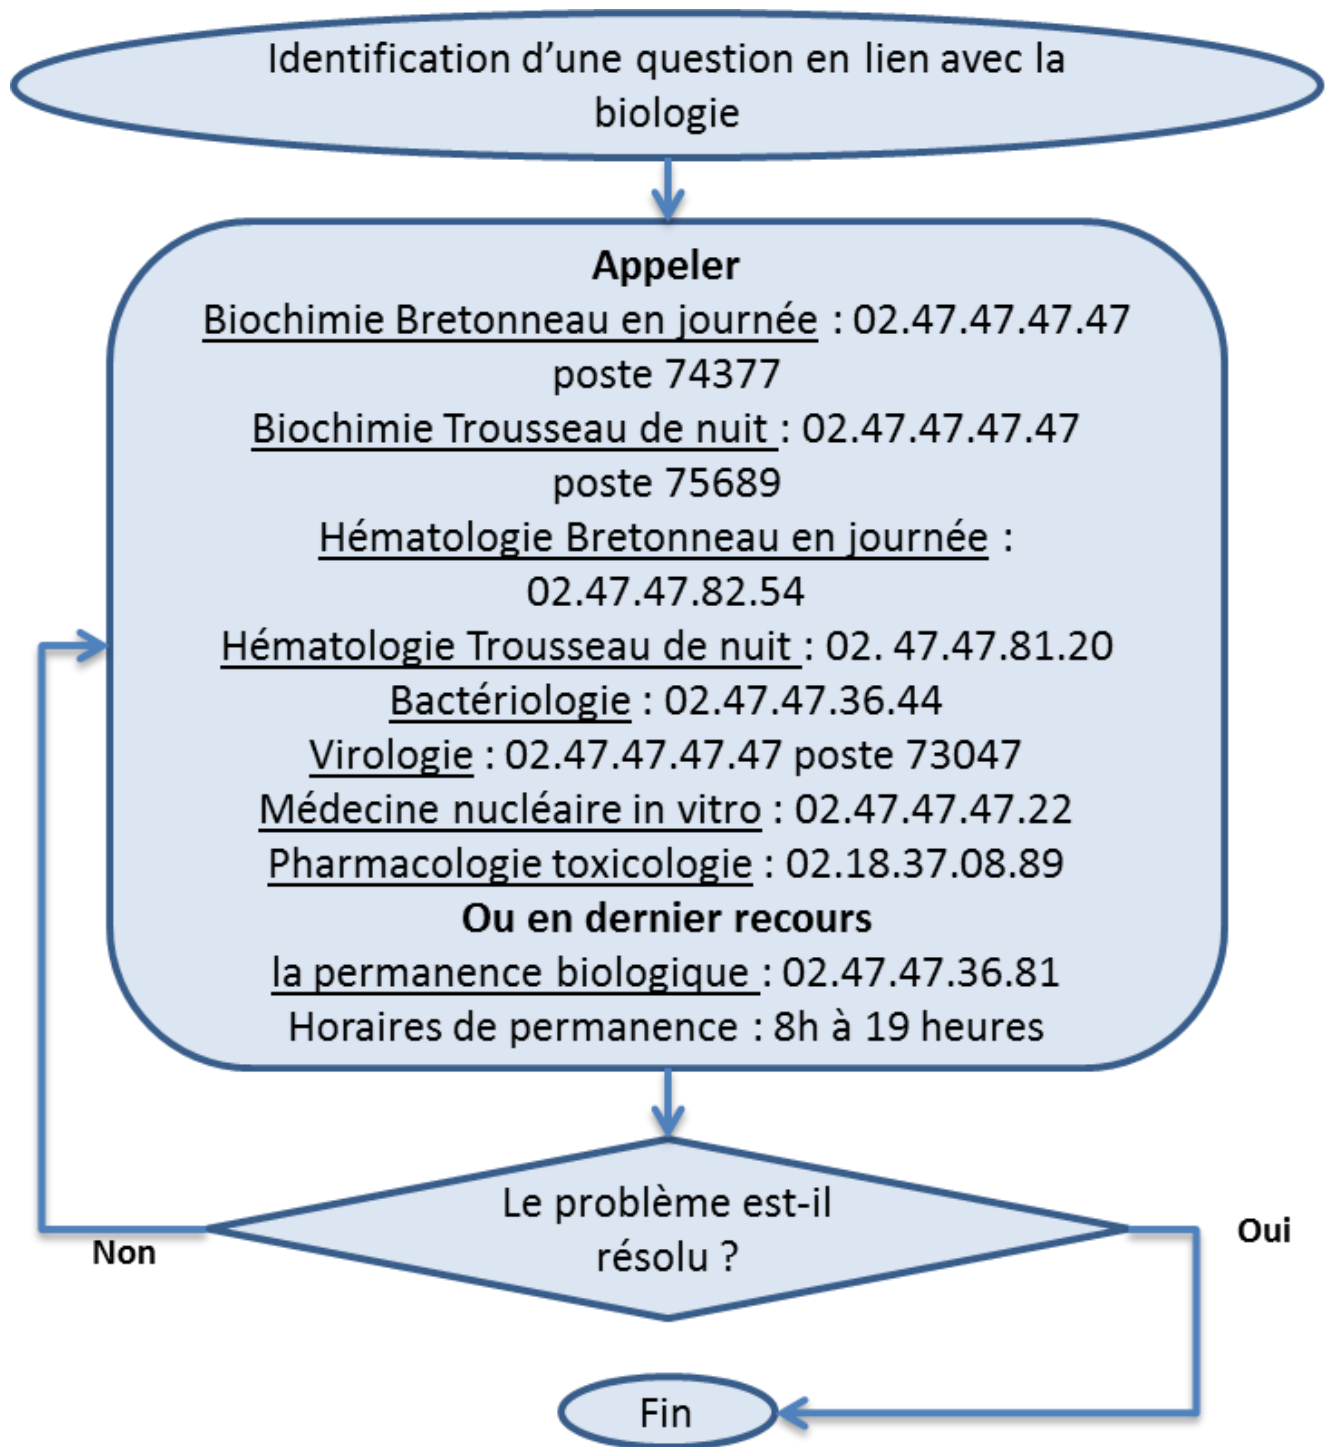 Identification d’une question en lien avec la
biologie
Appeler
Biochimie Bretonneau en journée : 02.47.47.47.47
poste 74377
Biochimie Trousseau de nuit : 02.47.47.47.47
poste 75689
Hématologie Bretonneau en journée :
02.47.47.82.54
Hématologie Trousseau de nuit : 02. 47.47.81.20
Bactériologie : 02.47.47.36.44
Virologie : 02.47.47.47.47 poste 73047
Médecine nucléaire in vitro : 02.47.47.47.22
Pharmacologie toxicologie : 02.18.37.08.89
Ou en dernier recours
la permanence biologique : 02.47.47.36.81
Horaires de permanence : 8h à 19 heures
Le problème est-il
résolu ?
Non
Oui
Fin